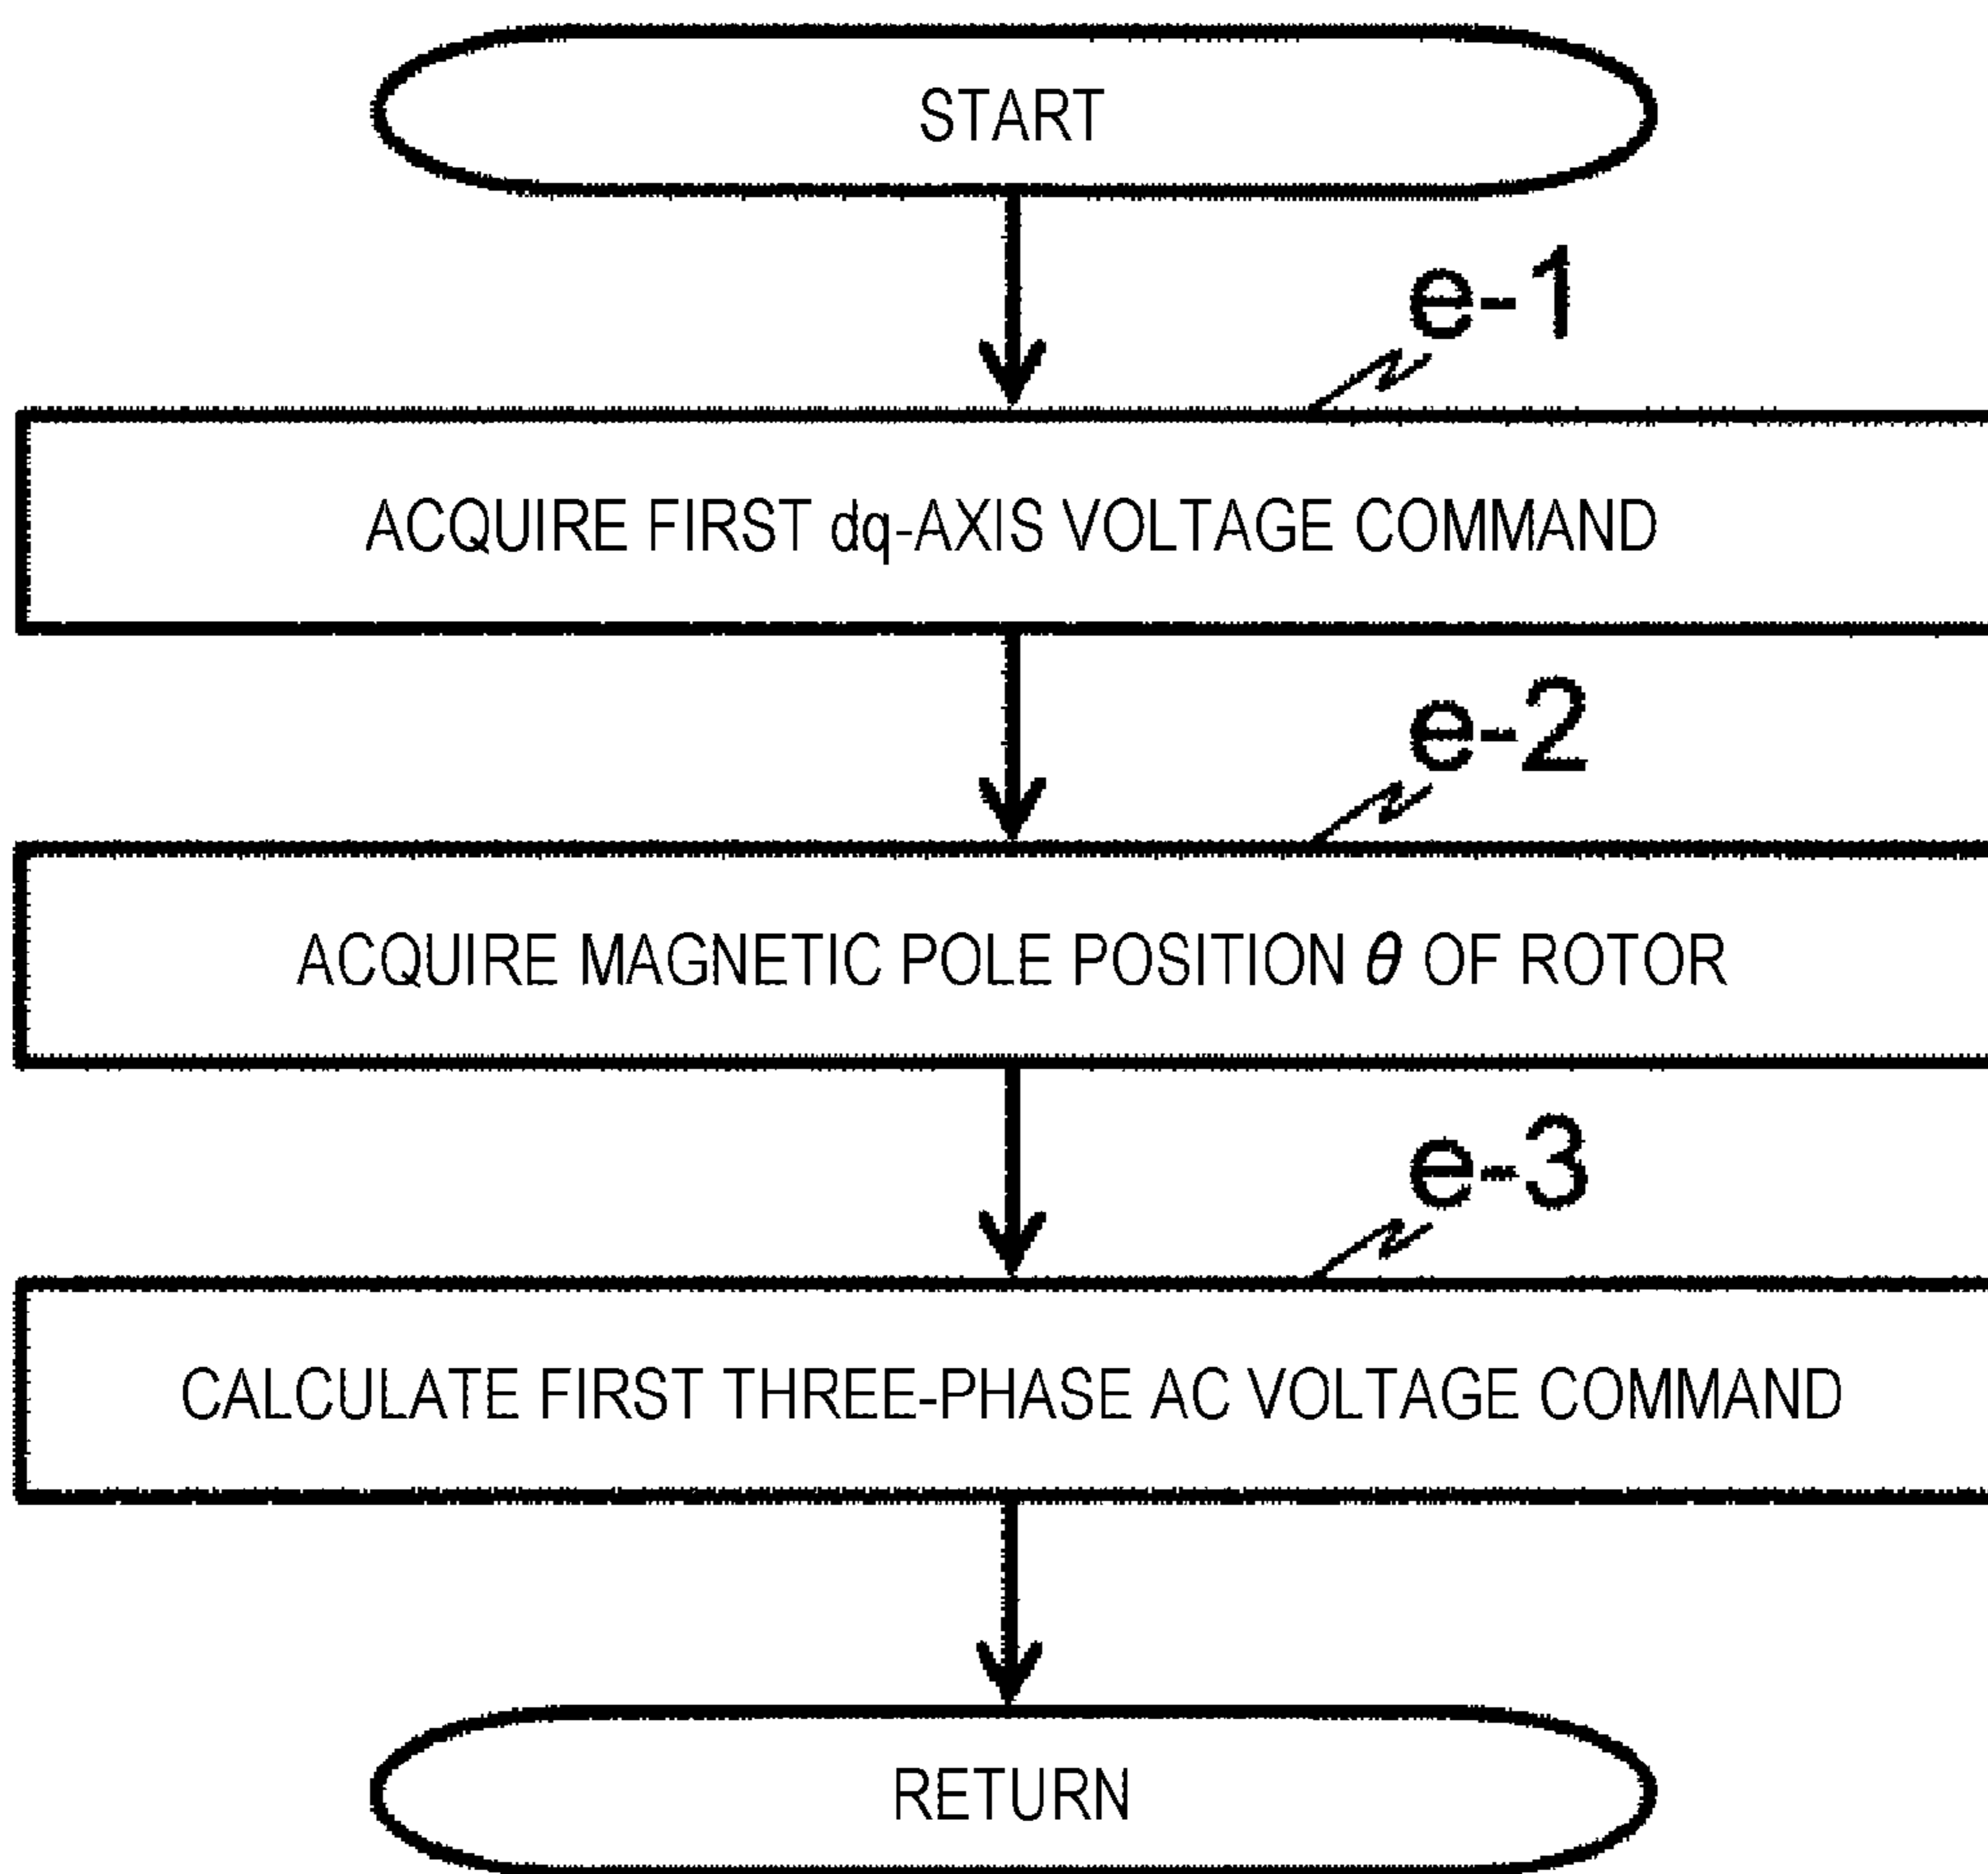 START
e-1
ACQUIRE FIRST dq-AXIS VOLTAGE COMMAND
e-2
ACQUIRE MAGNETIC POLE POSITION θ OF ROTOR
e-3
CALCULATE FIRST THREE-PHASE AC VOLTAGE COMMAND
RETURN